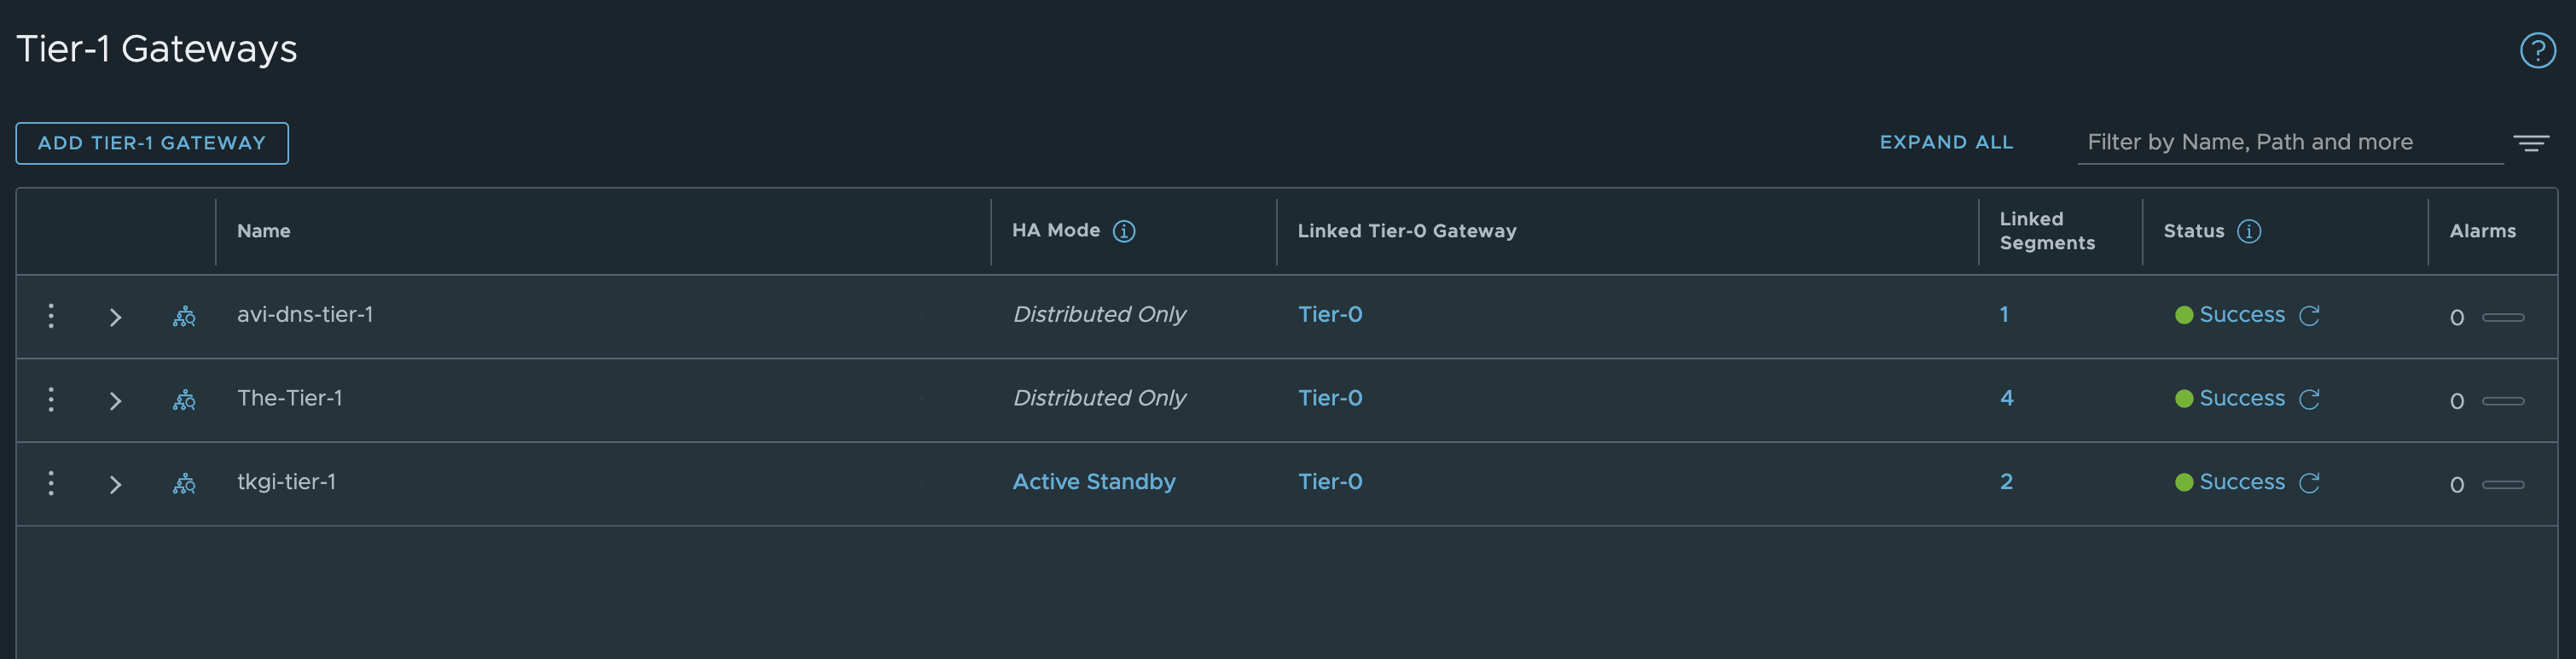 Tier-1 Gateways
ADD TIER-1 GATEWAY
EXPAND ALL
Filter by Name, Path and more
Name
HA Mode
Linked Tier-0 Gateway
Linked
Segments
Status
Alarms
avi-dns-tier-1 Distributed Only Tier-0 1 Success 0
The-Tier-1 Distributed Only Tier-0 4 Success 0
tkgi-tier-1 Active Standby Tier-0 2 Success 0